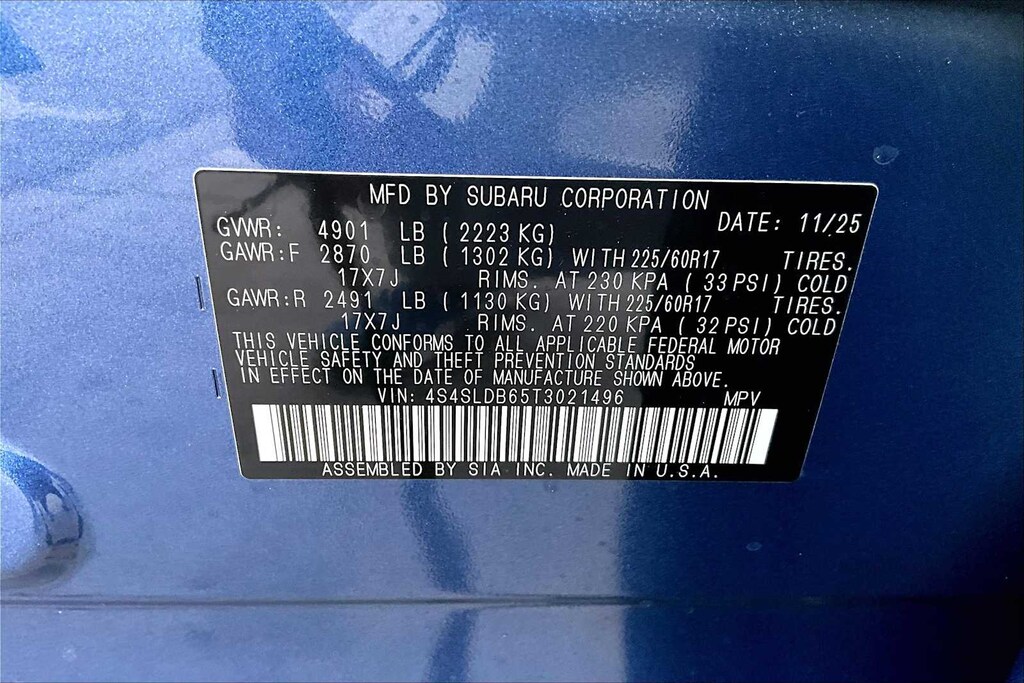 MFD BY SUBARU CORPORATION
DATE: 11/25
GVWR: 4901 LB (2223 KG)
GAWR:F 2870 LB (1302 KG) WITH 225/60R17 TIRES.
17X7J RIMS. AT 230 KPA (33 PSI) COLD
GAWR:R 2491 LB (1130 KG) WITH 225/60R17 TIRES.
17X7J RIMS. AT 220 KPA (32 PSI) COLD
THIS VEHICLE CONFORMS TO ALL APPLICABLE FEDERAL MOTOR
VEHICLE SAFETY AND THEFT PREVENTION STANDARDS
IN EFFECT ON THE DATE OF MANUFACTURE SHOWN ABOVE.
VIN: 4S4SLDB65T3021496 MPV
ASSEMBLED BY SIA INC. MADE IN U.S.A.